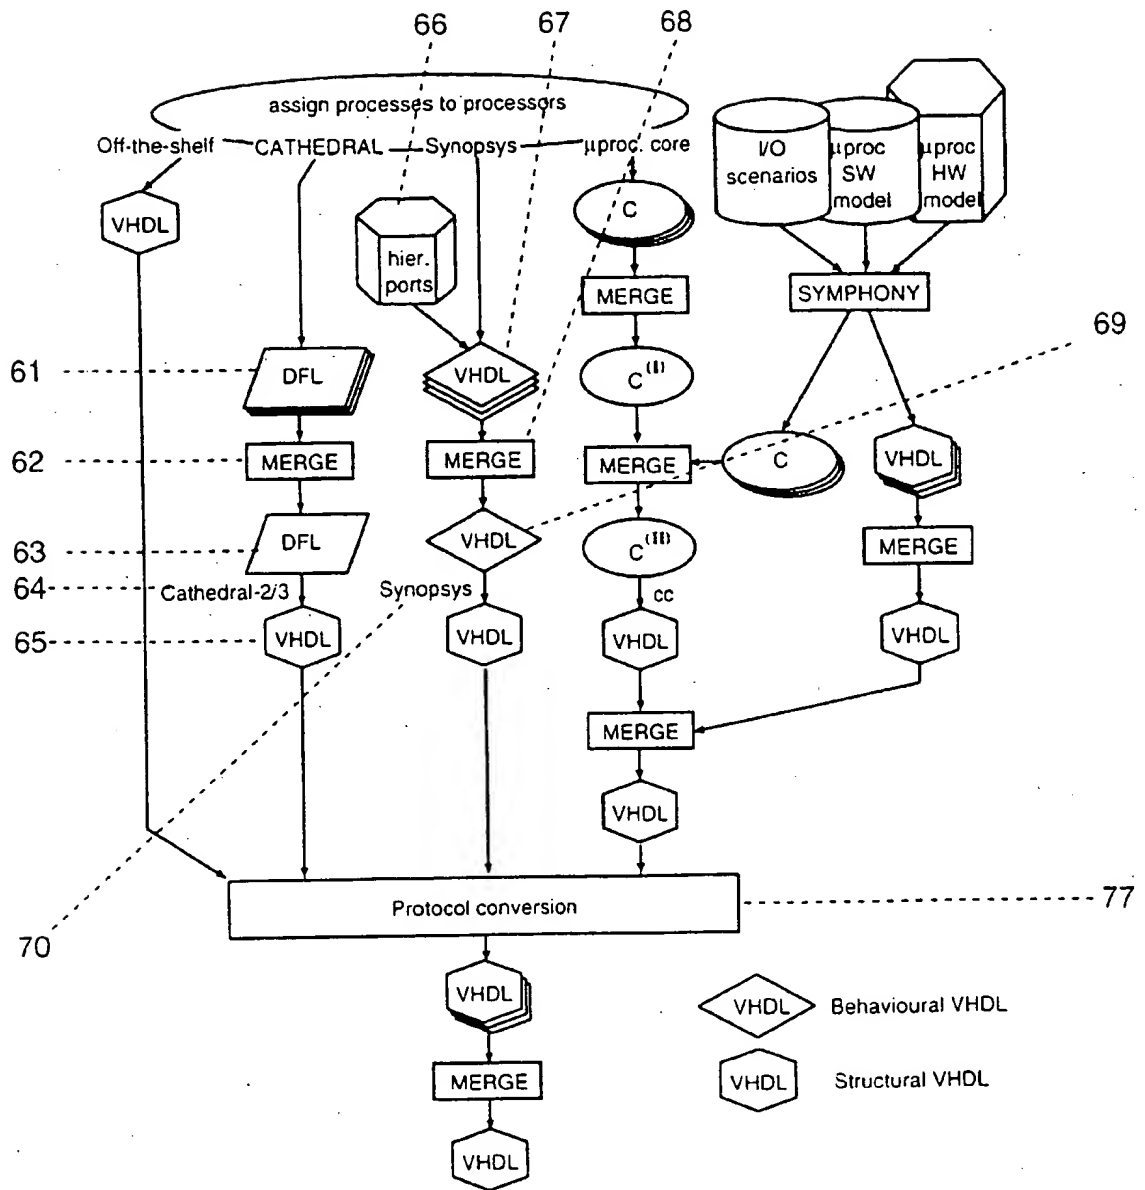 66
67
68
assign processes to processors
Off-the-shelf
CATHEDRAL
Synopsys
µproc. core
I/O
scenarios
µproc
SW
model
µproc
HW
model
VHDL
C
hier.
ports
MERGE
SYMPHONY
69
61
DFL
VHDL
C(I)
62
MERGE
MERGE
MERGE
C
VHDL
63
DFL
VHDL
C(II)
MERGE
64
Cathedral-2/3
Synopsys
cc
65
VHDL
VHDL
VHDL
VHDL
MERGE
VHDL
Protocol conversion
77
70
VHDL
VHDL
Behavioural VHDL
MERGE
VHDL
Structural VHDL
VHDL